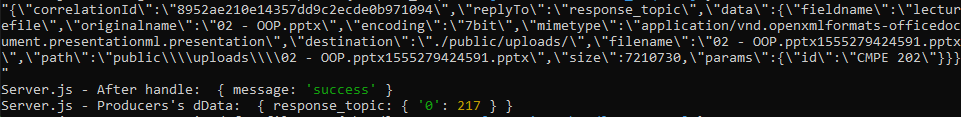 "{\"correlationId\":\"8952ae210e14357dd9c2ecde0b971094\",\"replyTo\":\"response_topic\",\"data\":{\"fieldname\":\"lectur
efile\",\"originalname\":\"02 - OOP.pptx\",\"encoding\":\"7bit\",\"mimetype\":\"application/vnd.openxmlformats-officedoc
ument.presentationml.presentation\",\"destination\":\"./public/uploads/\",\"filename\":\"02 - OOP.pptx1555279424591.pptx
\",\"path\":\"public\\\\uploads\\\\02 - OOP.pptx1555279424591.pptx\",\"size\":7210730,\"params\":{\"id\":\"CMPE 202\"}}}
"
Server.js - After handle:  { message: 'success' }
Server.js - Producers's dData:  { response_topic: { '0': 217 } }